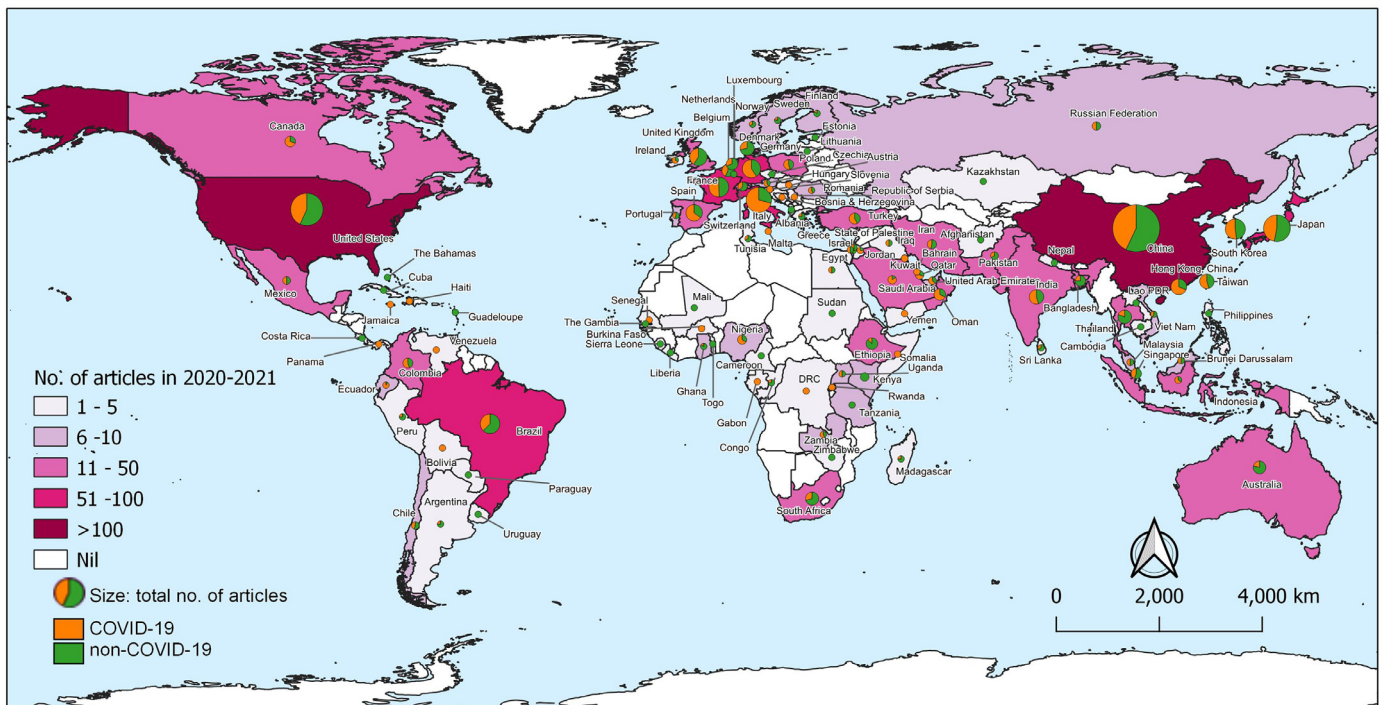 Luxembourg
Finland
Netherlands
Norway
Sweden
Belgium
Russian Federation
Canada
United Kingdom
Denmark
Estonia
Lithuania
Germany
Ireland
Poland
Czechia
Austria
Hungary
Slovenia
Kazakhstan
France
Romania
Republic of Serbia
Spain
Bosnia & Herzegovina
Portugal
Italy
Albania
Turkey
Japan
Switzerland
Greece
State of Palestine
Iran
Afghanistan
United States
Malta
Israel
Iraq
China
South Korea
Tunisia
Jordan
Bahrain
Nepal
The Bahamas
Egypt
Kuwait
Qatar
Pakistan
Hong Kong, China
Cuba
Haiti
Saudi Arabia
United Arab Emirate
India
Lao PDR
Taiwan
Mexico
Mali
Sudan
Senegal
Bangladesh
Jamaica
Guadeloupe
The Gambia
Yemen
Oman
Philippines
Costa Rica
Burkina Faso
Nigeria
Thailand
Viet Nam
Venezuela
Sierra Leone
Ethiopia
Cambodia
Malaysia
Panama
Somalia
Sri Lanka
Singapore
Brunei Darussalam
Liberia
Cameroon
Uganda
Colombia
No. of articles in 2020-2021
DRC
Kenya
Ecuador
Ghana
Togo
Rwanda
Indonesia
1 - 5
Gabon
Tanzania
Peru
Brazil
6 -10
Congo
Zambia
Zimbabwe
Bolivia
11 - 50
Madagascar
Paraguay
Australia
51 -100
Argentina
South Africa
Chile
>100
Uruguay
Nil
Size: total no. of articles
0 2,000 4,000 km
COVID-19
non-COVID-19